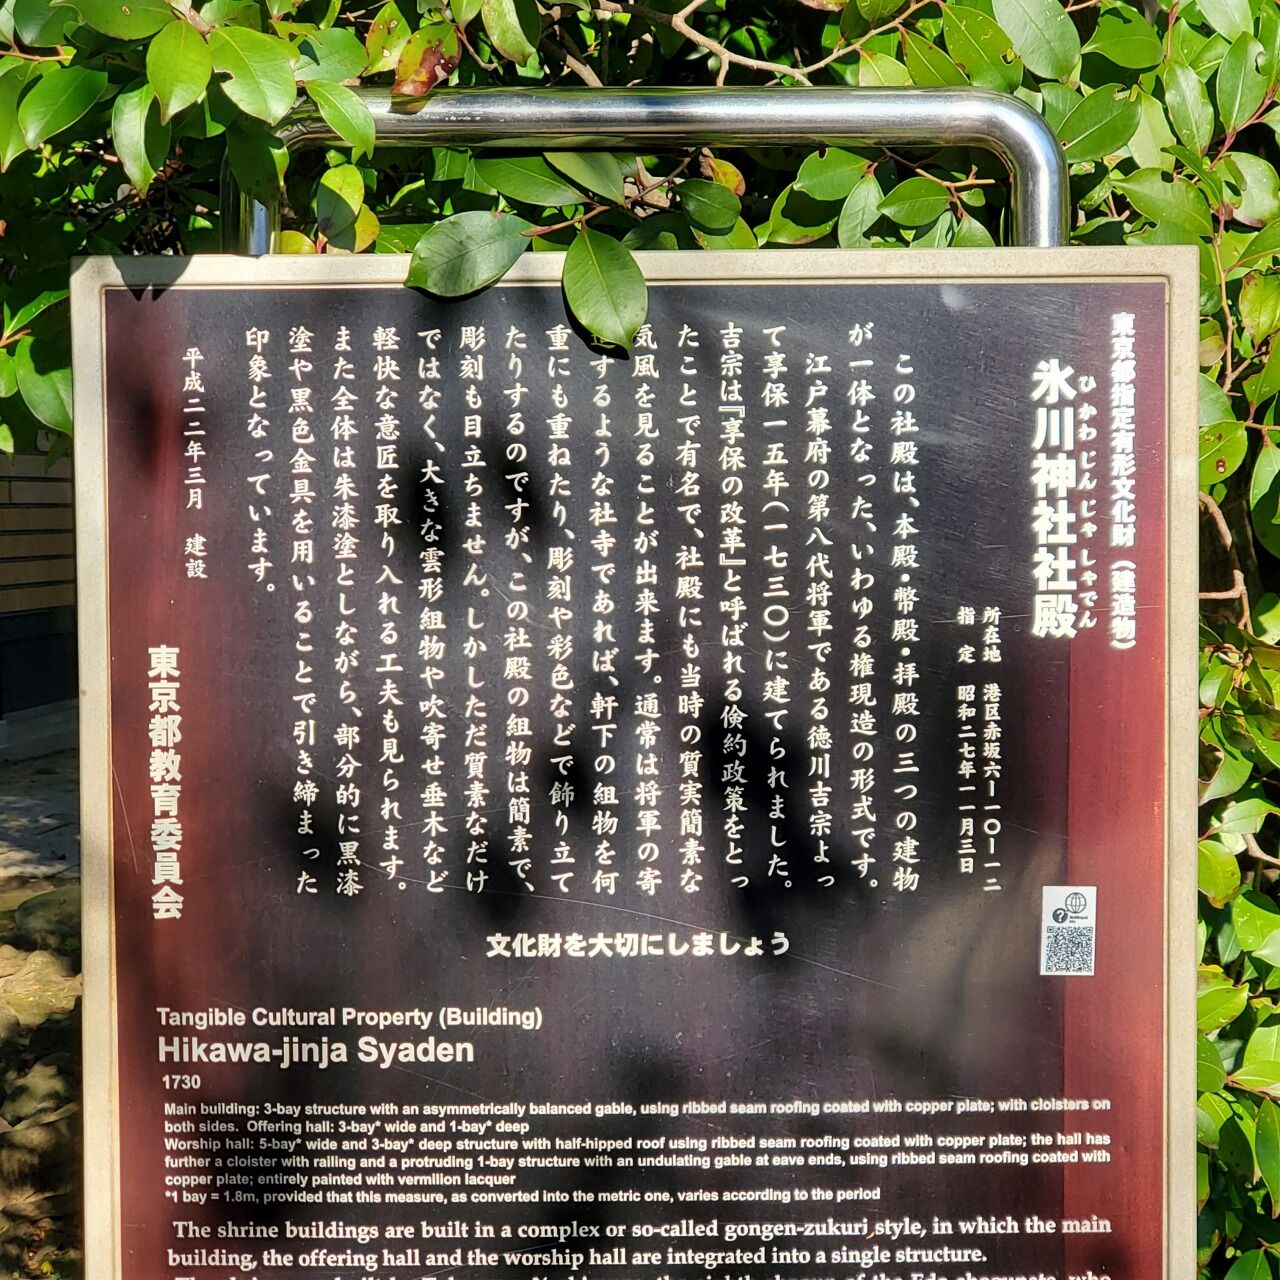 東京都指定有形文化財（建造物）
ひかわじんじゃしゃでん
氷川神社社殿
所在地　港区赤坂六ー一〇ー一二
指　定　昭和二七年一一月三日
この社殿は、本殿・幣殿・拝殿の三つの建物
が一体となった、いわゆる権現造の形式です。
江戸幕府の第八代将軍である徳川吉宗よっ
て享保一五年（一七三〇）に建てられました。
吉宗は『享保の改革』と呼ばれる倹約政策をとっ
たことで有名で、社殿にも当時の質実簡素な
気風を見ることが出来ます。通常は将軍の寄
進するような社寺であれば、軒下の組物を何
重にも重ねたり、彫刻や彩色などで飾り立て
たりするのですが、この社殿の組物は簡素で、
彫刻も目立ちません。しかしただ質素なだけ
ではなく、大きな雲形組物や吹寄せ垂木など
軽快な意匠を取り入れる工夫も見られます。
また全体は朱漆塗としながら、部分的に黒漆
塗や黒色金具を用いることで引き締まった
印象となっています。
平成二二年三月　建設
東京都教育委員会
文化財を大切にしましょう
Tangible Cultural Property (Building)
Hikawa-jinja Syaden
1730
Main building: 3-bay structure with an asymmetrically balanced gable, using ribbed seam roofing coated with copper plate; with cloisters on
both sides. Offering hall: 3-bay* wide and 1-bay* deep
Worship hall: 5-bay* wide and 3-bay* deep structure with half-hipped roof using ribbed seam roofing coated with copper plate; the hall has
further a cloister with railing and a protruding 1-bay structure with an undulating gable at eave ends, using ribbed seam roofing coated with
copper plate; entirely painted with vermilion lacquer
*1 bay = 1.8m, provided that this measure, as converted into the metric one, varies according to the period
The shrine buildings are built in a complex or so-called gongen-zukuri style, in which the main
building, the offering hall and the worship hall are integrated into a single structure.